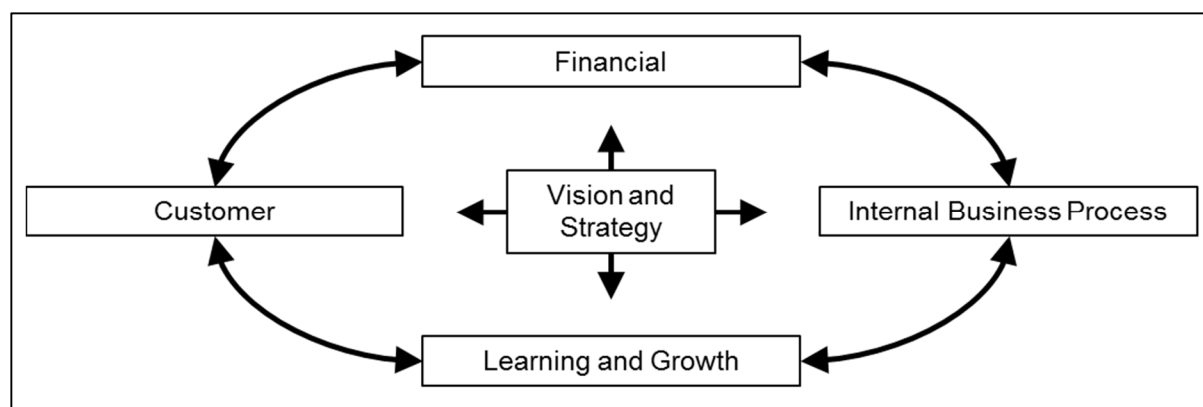 Financial
Customer
Vision and
Strategy
Internal Business Process
Learning and Growth